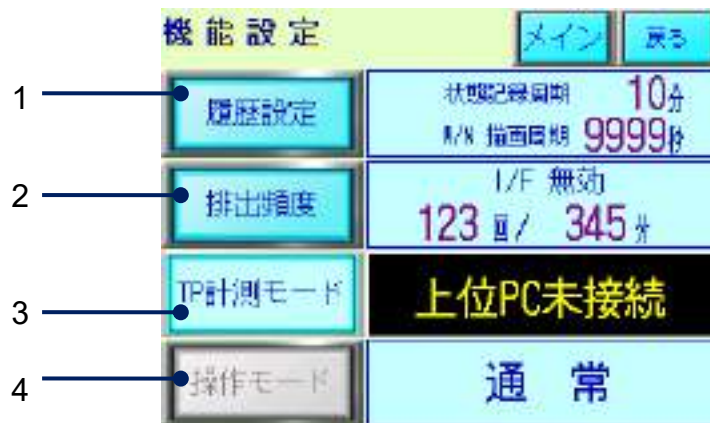 機能設定
メイン
戻る
1
履歴設定
状態記録周期 10分
M/N 描画周期 9999秒
2
排出頻度
I/F 無効
123 回/ 345 分
3
TP計測モード
上位PC未接続
4
操作モード
通常